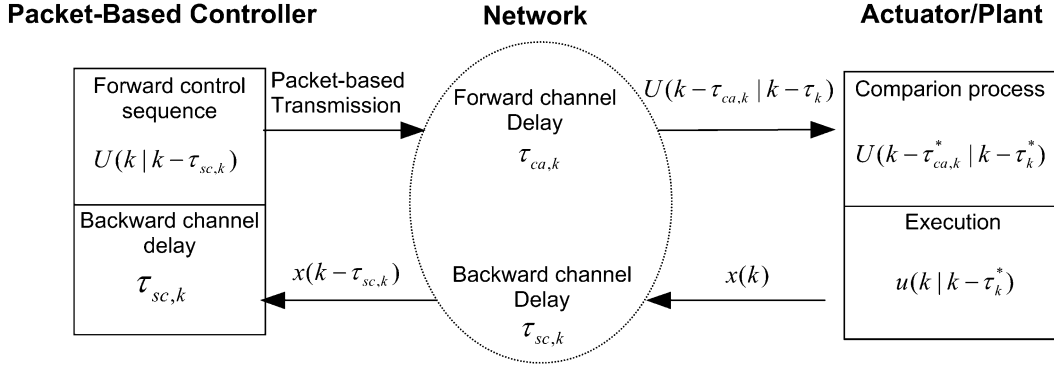 Packet-Based Controller
Network
Actuator/Plant
Forward control
sequence
U(k | k − τ_{sc,k})
Backward channel
delay
τ_{sc,k}
Packet-based
Transmission
x(k − τ_{sc,k})
Forward channel
Delay
τ_{ca,k}
Backward channel
Delay
τ_{sc,k}
U(k − τ_{ca,k} | k − τ_k)
x(k)
Comparion process
U(k − τ^*_{ca,k} | k − τ^*_k)
Execution
u(k | k − τ^*_k)